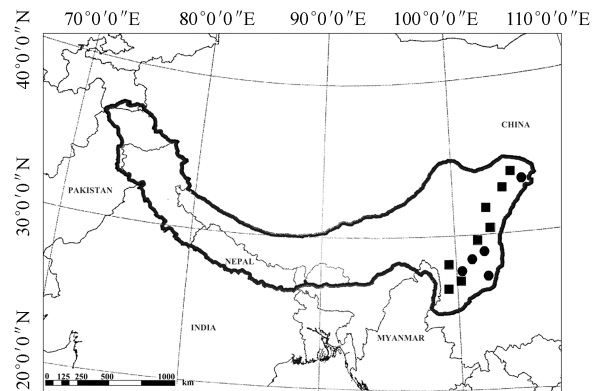 70°0′0″E 80°0′0″E 90°0′0″E 100°0′0″E 110°0′0″E
40°0′0″N
CHINA
PAKISTAN
30°0′0″N
NEPAL
INDIA
MYANMAR
20°0′0″N
0 125 250 500 1000
km